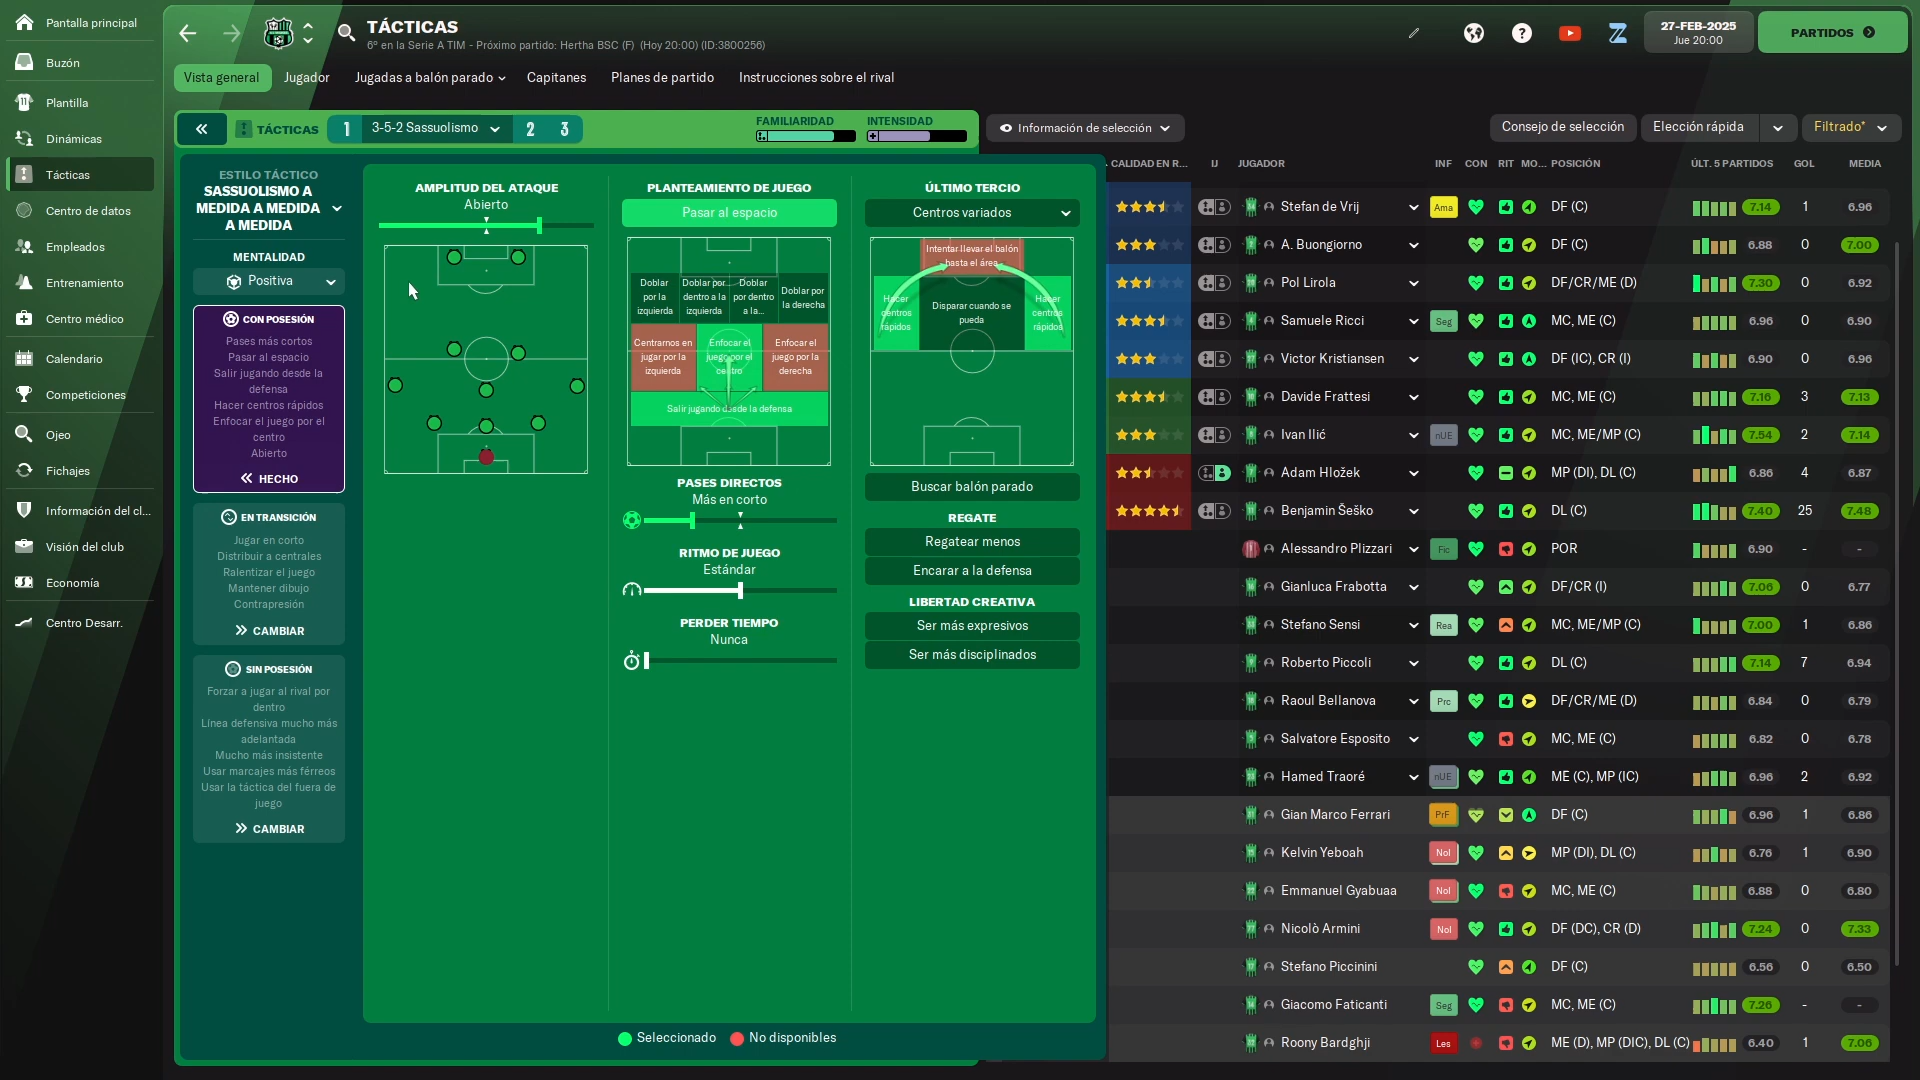 Pantalla principal
Buzón
Plantilla
Dinámicas
Tácticas
Centro de datos
Empleados
Entrenamiento
Centro médico
Calendario
Competiciones
Ojeo
Fichajes
Información del cl...
Visión del club
Economía
Centro Desarr.
TÁCTICAS
6º en la Serie A TIM - Próximo partido: Hertha BSC (F) (Hoy 20:00) (ID:3800256)
27-FEB-2025
Jue 20:00
PARTIDOS
Vista general Jugador Jugadas a balón parado Capitanes Planes de partido Instrucciones sobre el rival
TÁCTICAS 1 3-5-2 Sassuolismo 2 3
FAMILIARIDAD INTENSIDAD
Información de selección
Consejo de selección Elección rápida Filtrado*
ESTILO TÁCTICO
SASSUOLISMO A
MEDIDA A MEDIDA
A MEDIDA
MENTALIDAD
Positiva
CON POSESIÓN
Pases más cortos
Pasar al espacio
Salir jugando desde la
defensa
Hacer centros rápidos
Enfocar el juego por el
centro
Abierto
HECHO
EN TRANSICIÓN
Jugar en corto
Distribuir a centrales
Ralentizar el juego
Mantener dibujo
Contrapresión
CAMBIAR
SIN POSESIÓN
Forzar a jugar al rival por
dentro
Línea defensiva mucho más
adelantada
Mucho más insistente
Usar marcajes más férreos
Usar la táctica del fuera de
juego
CAMBIAR
AMPLITUD DEL ATAQUE
Abierto
PLANTEAMIENTO DE JUEGO
Pasar al espacio
Doblar
por la
izquierda
Doblar por
dentro a la
izquierda
Doblar
por dentro
a la...
Doblar por
la derecha
Centrarnos en
jugar por la
izquierda
Enfocar el
juego por el
centro
Enfocar el
juego por la
derecha
Salir jugando desde la defensa
PASES DIRECTOS
Más en corto
RITMO DE JUEGO
Estándar
PERDER TIEMPO
Nunca
ÚLTIMO TERCIO
Centros variados
Intentar llevar el balón
hasta el área
Hacer
centros
rápidos
Disparar cuando se
pueda
Hacer
centros
rápidos
Buscar balón parado
REGATE
Regatear menos
Encarar a la defensa
LIBERTAD CREATIVA
Ser más expresivos
Ser más disciplinados
Seleccionado No disponibles
CALIDAD EN R... IJ JUGADOR INF CON RIT MO... POSICIÓN ÚLT. 5 PARTIDOS GOL MEDIA
Stefan de Vrij Ama DF (C) 7.14 1 6.96
A. Buongiorno DF (C) 6.88 0 7.00
Pol Lirola DF/CR/ME (D) 7.30 0 6.92
Samuele Ricci Seg MC, ME (C) 6.96 0 6.90
Victor Kristiansen DF (IC), CR (I) 6.90 0 6.96
Davide Frattesi MC, ME (C) 7.16 3 7.13
Ivan Ilić nUE MC, ME/MP (C) 7.54 2 7.14
Adam Hložek MP (DI), DL (C) 6.86 4 6.87
Benjamin Šeško DL (C) 7.40 25 7.48
Alessandro Plizzari Fic POR 6.90 - -
Gianluca Frabotta DF/CR (I) 7.06 0 6.77
Stefano Sensi Rea MC, ME/MP (C) 7.00 1 6.86
Roberto Piccoli DL (C) 7.14 7 6.94
Raoul Bellanova Prc DF/CR/ME (D) 6.84 0 6.79
Salvatore Esposito MC, ME (C) 6.82 0 6.78
Hamed Traoré nUE ME (C), MP (IC) 6.96 2 6.92
Gian Marco Ferrari PrF DF (C) 6.96 1 6.86
Kelvin Yeboah Nol MP (DI), DL (C) 6.76 1 6.90
Emmanuel Gyabuaa Nol MC, ME (C) 6.88 0 6.80
Nicolò Armini Nol DF (DC), CR (D) 7.24 0 7.33
Stefano Piccinini DF (C) 6.56 0 6.50
Giacomo Faticanti Seg MC, ME (C) 7.26 - -
Roony Bardghji Les ME (D), MP (DIC), DL (C) 6.40 1 7.06